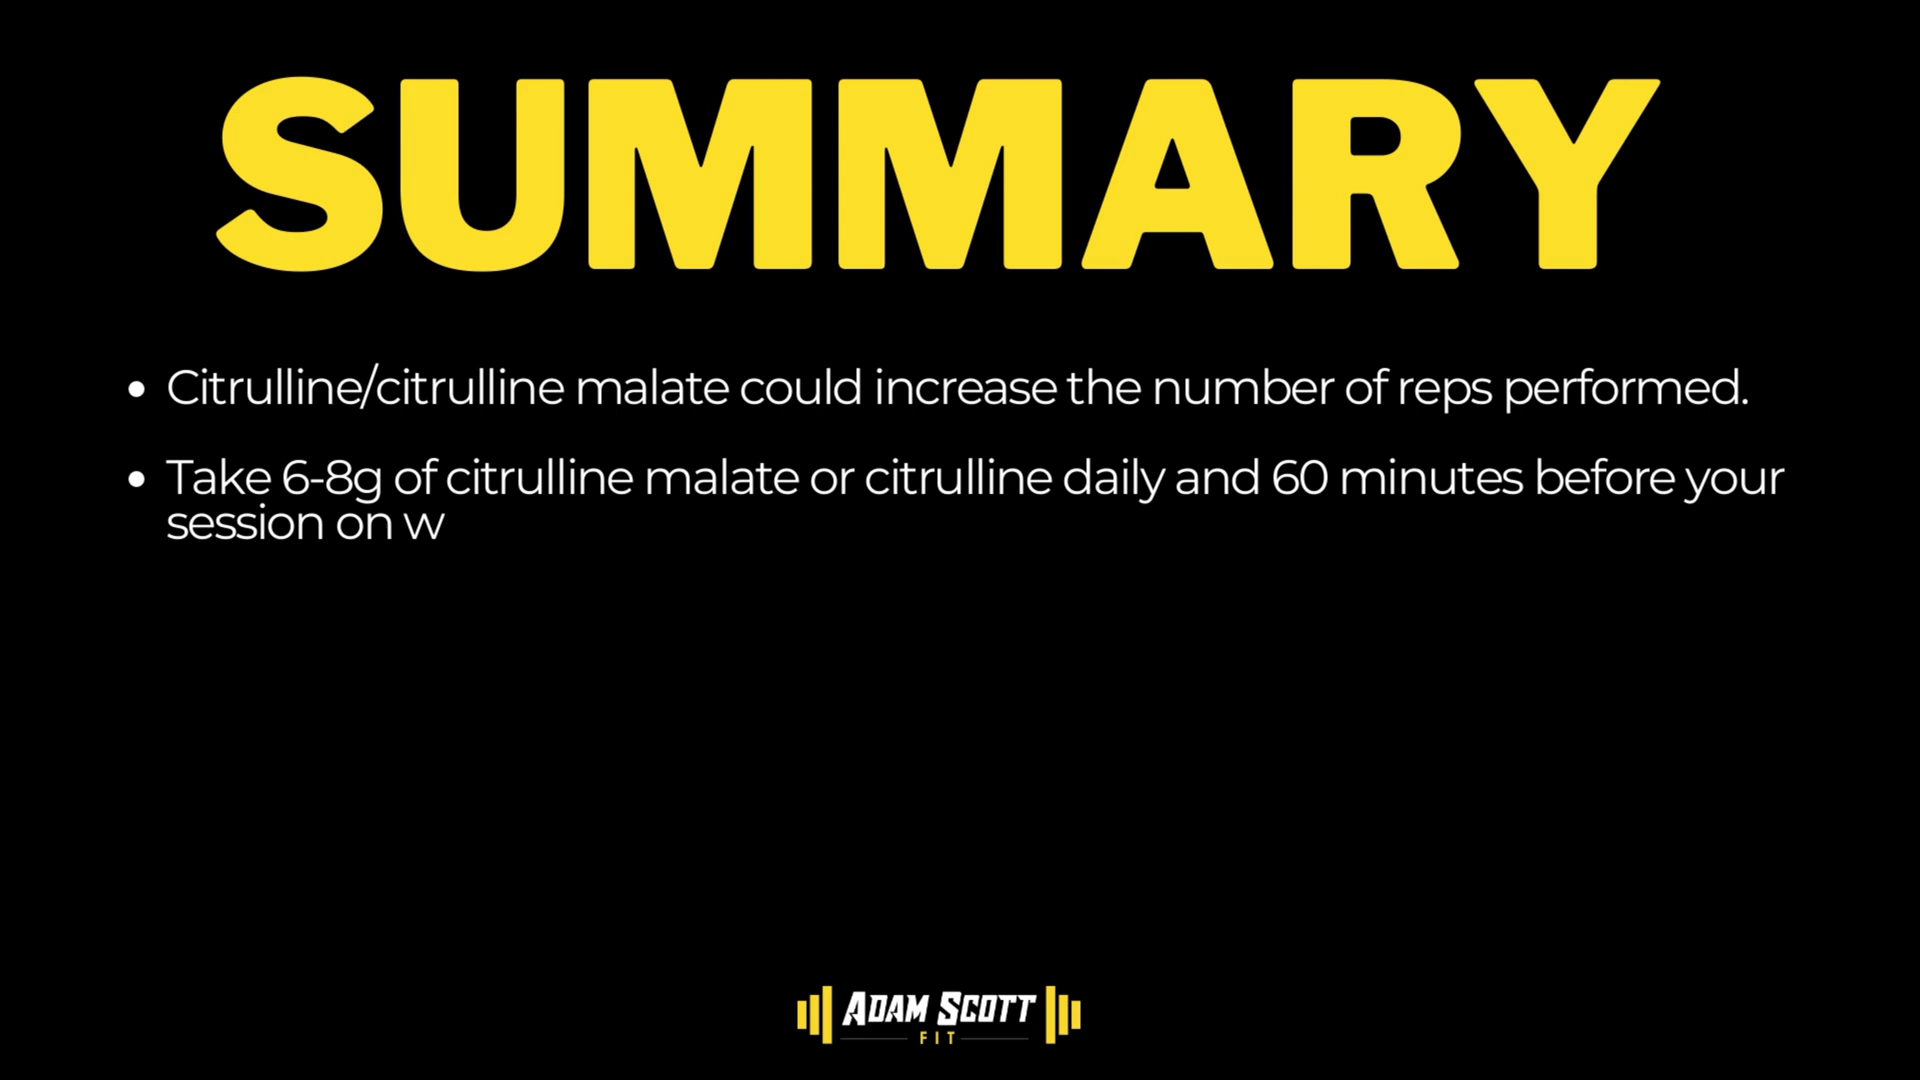 SUMMARY
• Citrulline/citrulline malate could increase the number of reps performed.
• Take 6-8g of citrulline malate or citrulline daily and 60 minutes before your
session on w
ADAM SCOTT
FIT